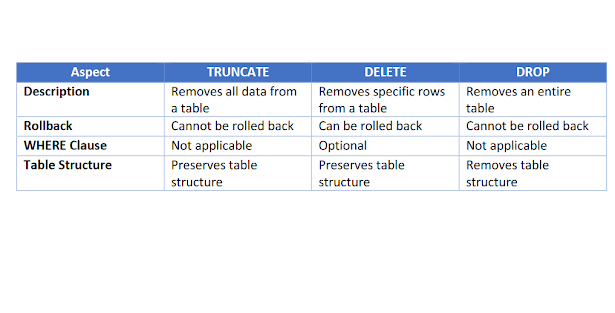 Aspect TRUNCATE DELETE DROP
Description Removes all data from Removes specific rows Removes an entire
a table from a table table
Rollback Cannot be rolled back Can be rolled back Cannot be rolled back
WHERE Clause Not applicable Optional Not applicable
Table Structure Preserves table Preserves table Removes table
structure structure structure